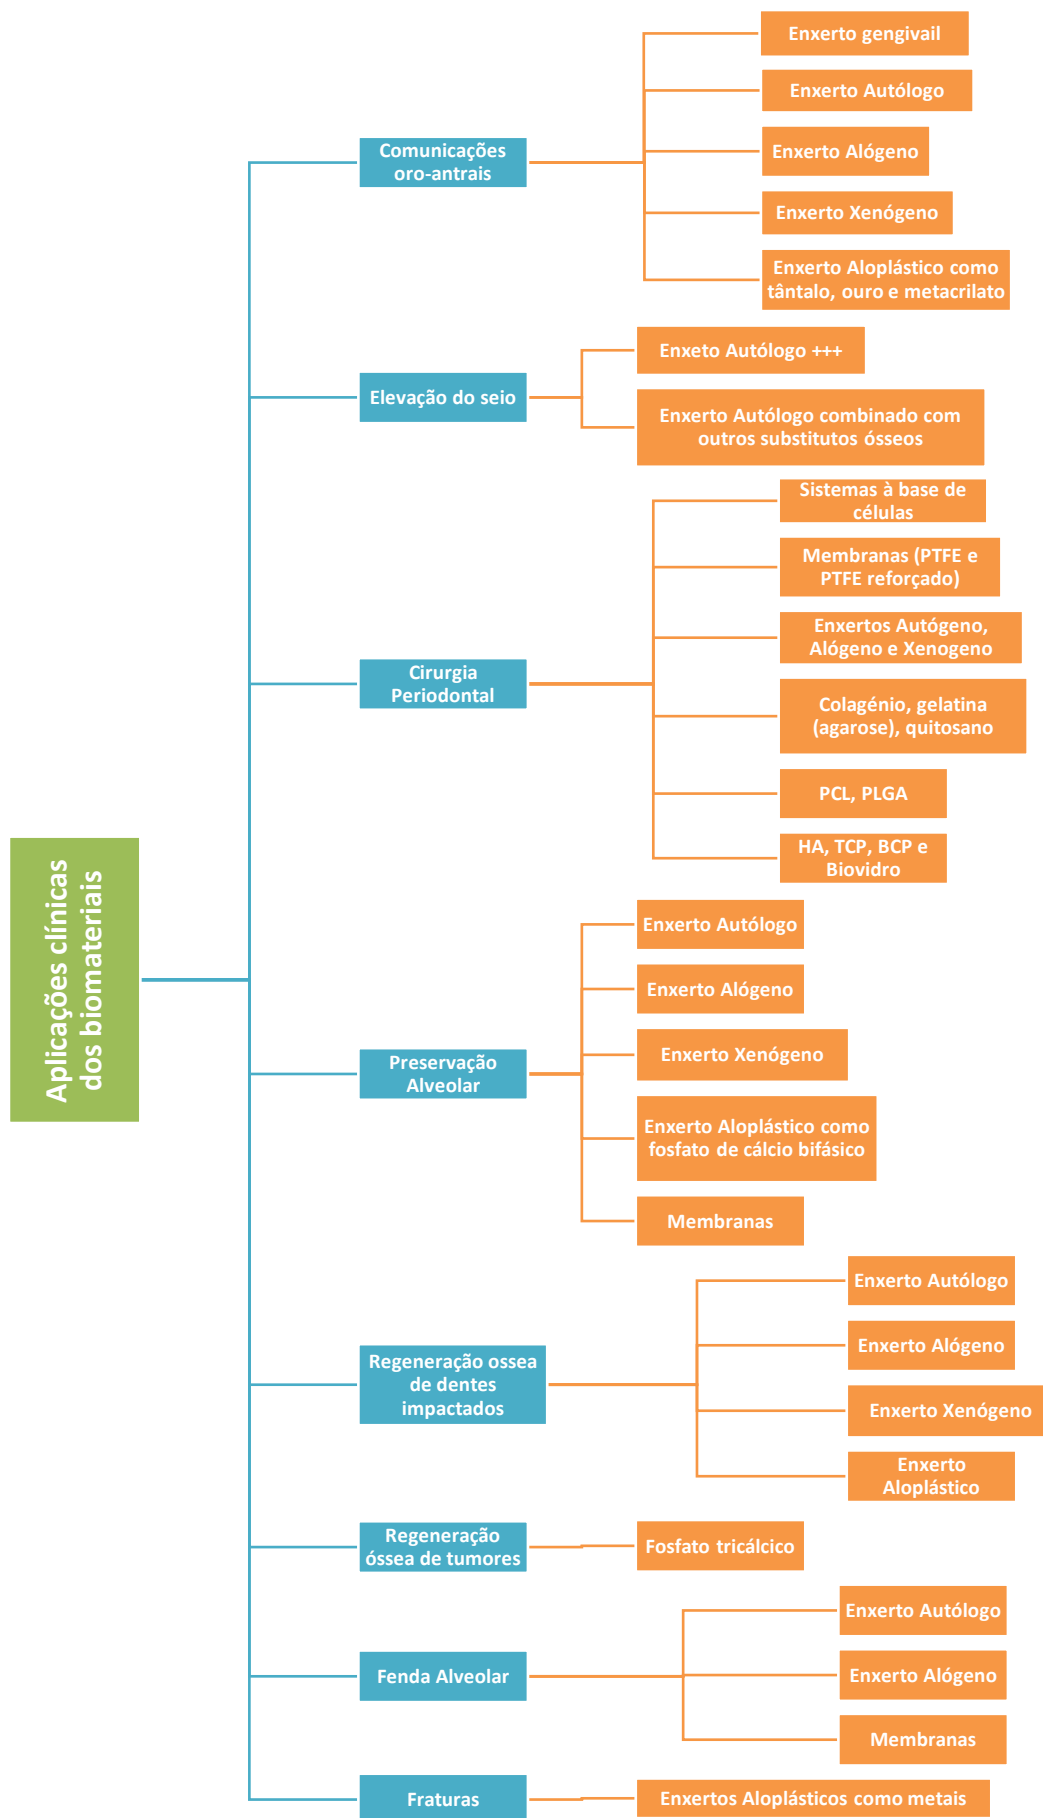 Aplicações clínicas
dos biomateriais
Comunicações
oro-antrais
Enxerto gengivail
Enxerto Autólogo
Enxerto Alógeno
Enxerto Xenógeno
Enxerto Aloplástico como
tântalo, ouro e metacrilato
Elevação do seio
Enxeto Autólogo +++
Enxerto Autólogo combinado com
outros substitutos ósseos
Cirurgia
Periodontal
Sistemas à base de
células
Membranas (PTFE e
PTFE reforçado)
Enxertos Autógeno,
Alógeno e Xenogeno
Colagénio, gelatina
(agarose), quitosano
PCL, PLGA
HA, TCP, BCP e
Biovidro
Preservação
Alveolar
Enxerto Autólogo
Enxerto Alógeno
Enxerto Xenógeno
Enxerto Aloplástico como
fosfato de cálcio bifásico
Membranas
Regeneração ossea
de dentes
impactados
Enxerto Autólogo
Enxerto Alógeno
Enxerto Xenógeno
Enxerto
Aloplástico
Regeneração
óssea de tumores
Fosfato tricálcico
Fenda Alveolar
Enxerto Autólogo
Enxerto Alógeno
Membranas
Fraturas
Enxertos Aloplásticos como metais